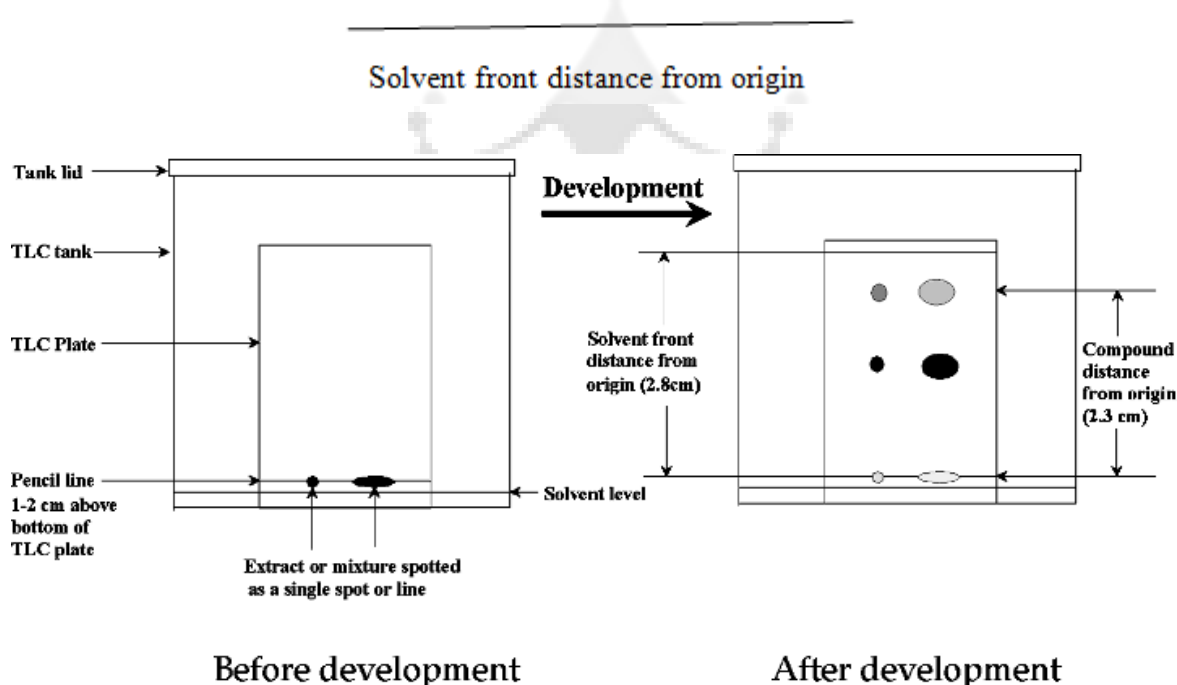 Solvent front distance from origin
Tank lid
Development
TLC tank
TLC Plate
Solvent front
distance from
origin (2.8cm)
Compound
distance
from origin
(2.3 cm)
Pencil line
1-2 cm above
bottom of
TLC plate
Solvent level
Extract or mixture spotted
as a single spot or line
Before development
After development